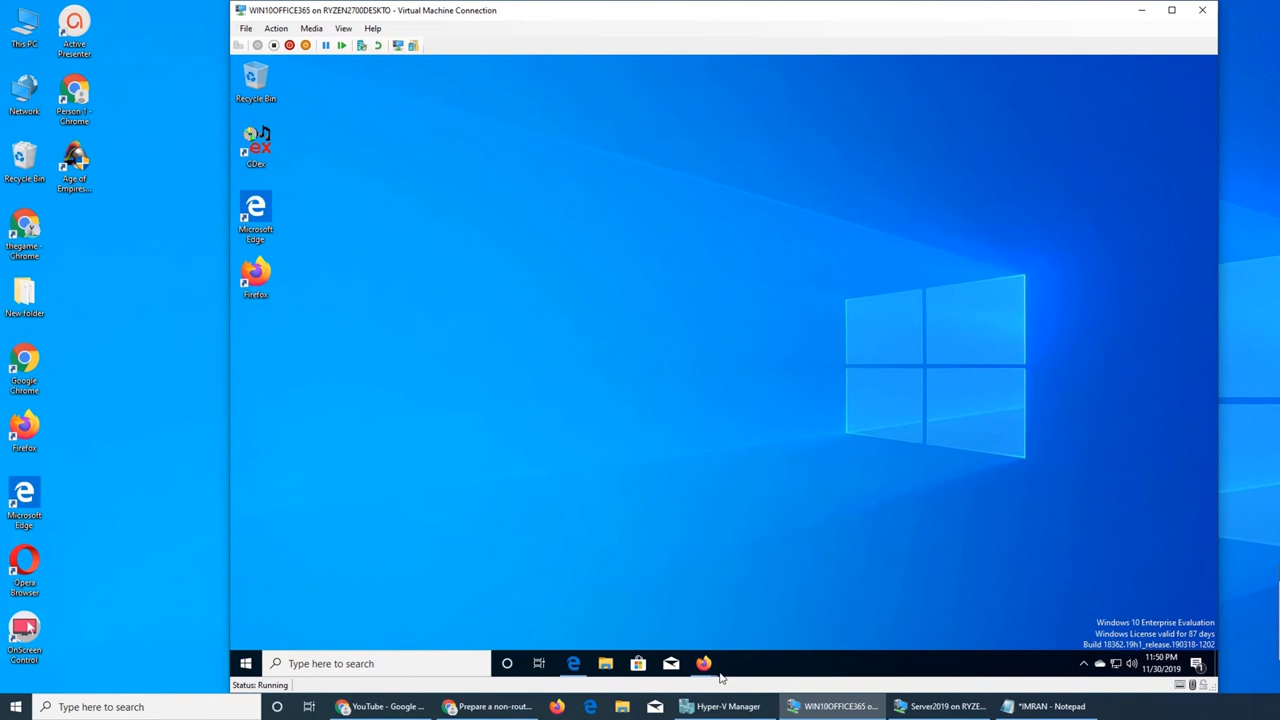 WIN10OFFICE365 on RYZEN2700DESKTO - Virtual Machine Connection
File Action Media View Help
This PC
Active
Presenter
Network
Person 1 -
Chrome
Recycle Bin
Age of
Empires...
thegame -
Chrome
New folder
Google
Chrome
Firefox
Microsoft
Edge
Opera
Browser
OnScreen
Control
Recycle Bin
ex
CDex
Microsoft
Edge
Firefox
Windows 10 Enterprise Evaluation
Windows License valid for 87 days
Build 18362.19h1_release.190318-1202
Type here to search
11:50 PM
11/30/2019
1
Status: Running
Type here to search
YouTube - Google ...
Prepare a non-rout...
Hyper-V Manager
WIN10OFFICE365 o...
Server2019 on RYZE...
*IMRAN - Notepad